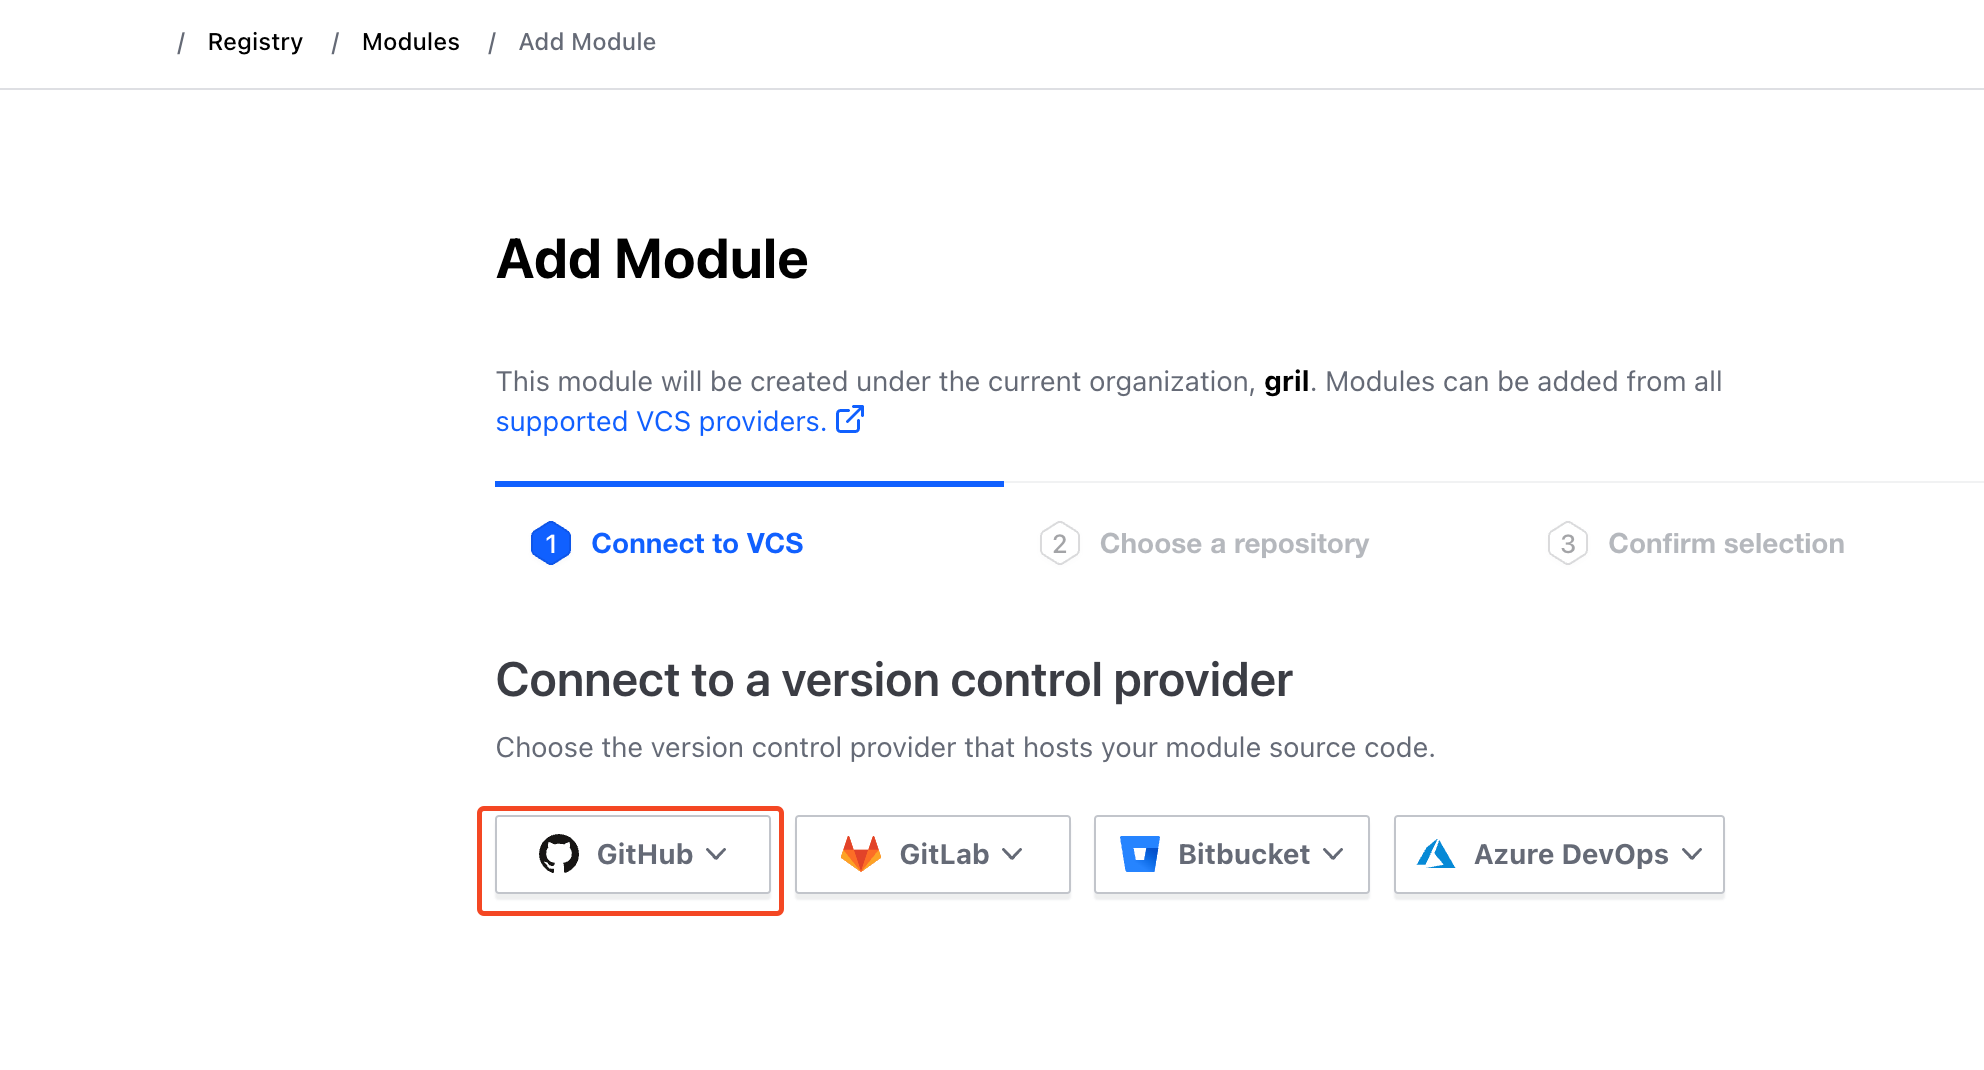 / Registry / Modules / Add Module
Add Module
This module will be created under the current organization, gril. Modules can be added from all
supported VCS providers.
1 Connect to VCS 2 Choose a repository 3 Confirm selection
Connect to a version control provider
Choose the version control provider that hosts your module source code.
GitHub GitLab Bitbucket Azure DevOps